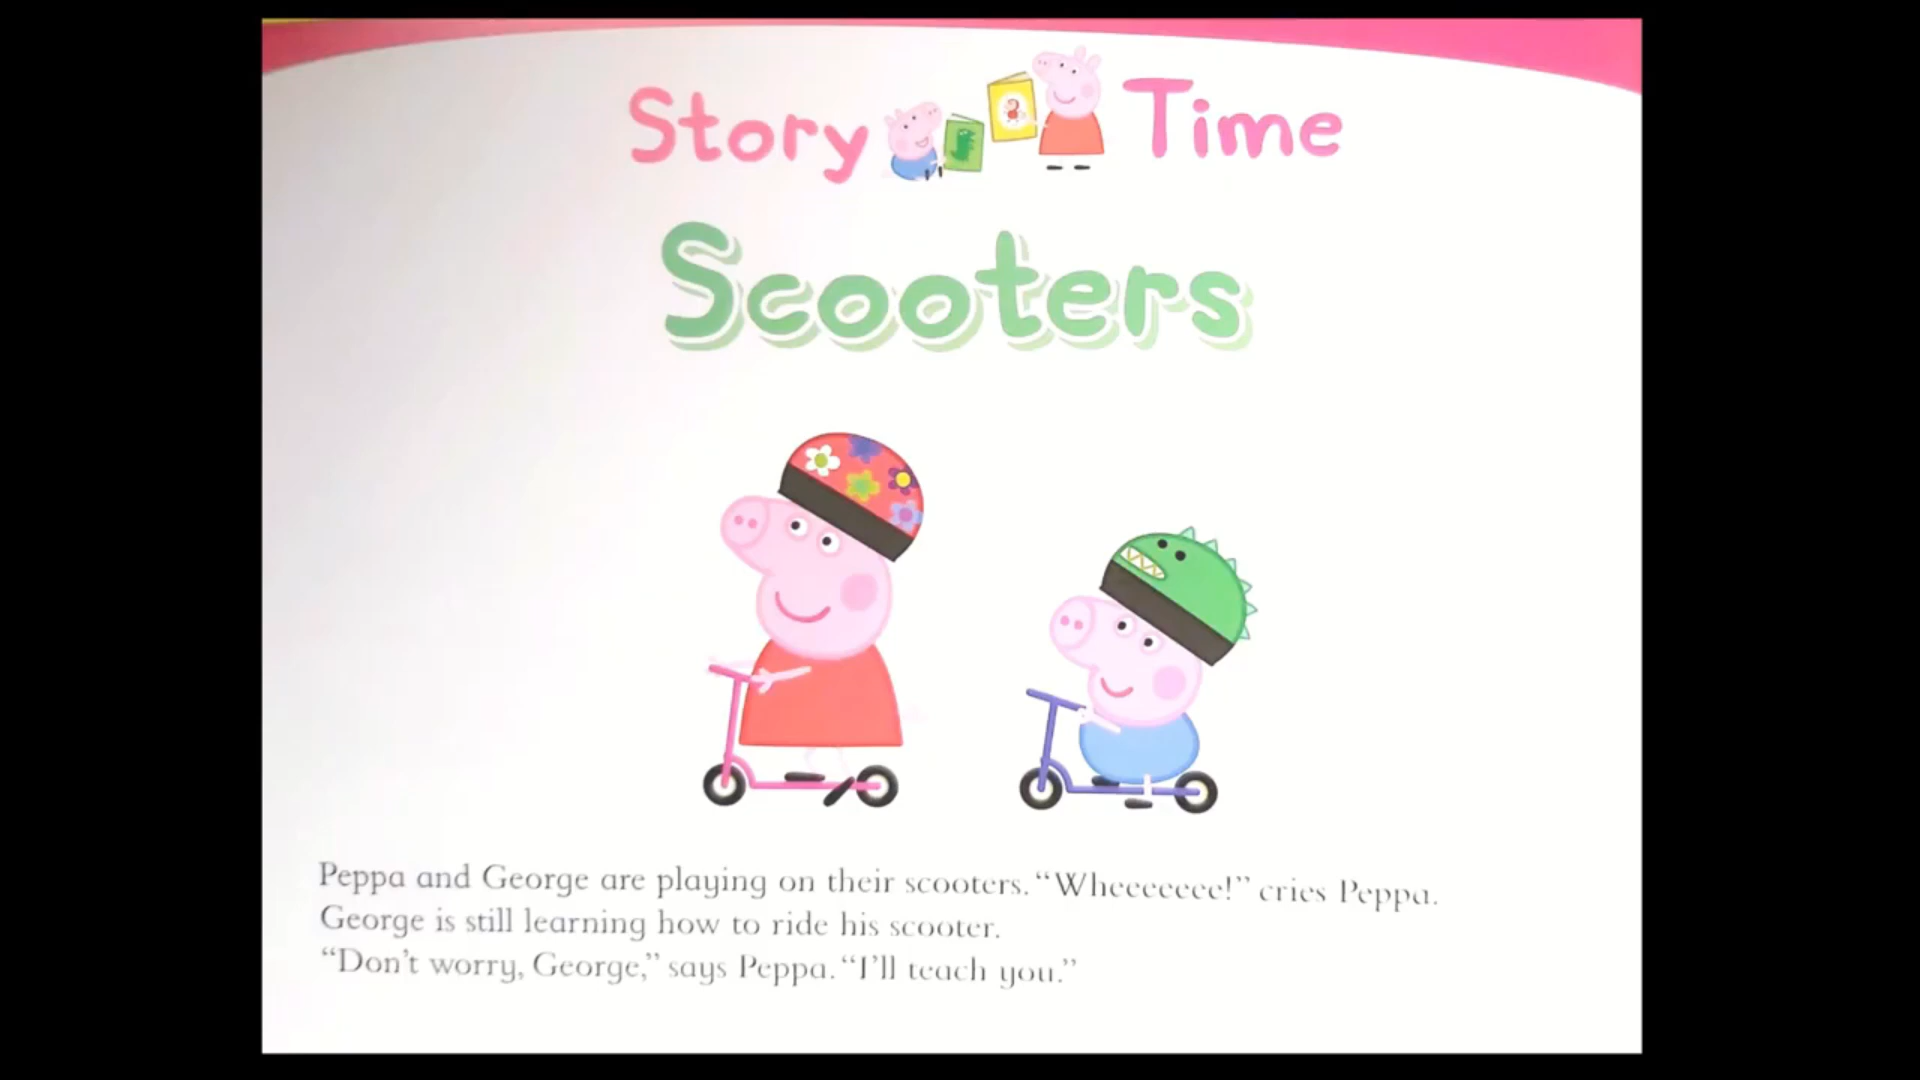 Story Time
Scooters
Peppa and George are playing on their scooters. “Wheeeeeee!” cries Peppa.
George is still learning how to ride his scooter.
“Don’t worry, George,” says Peppa. “I’ll teach you.”